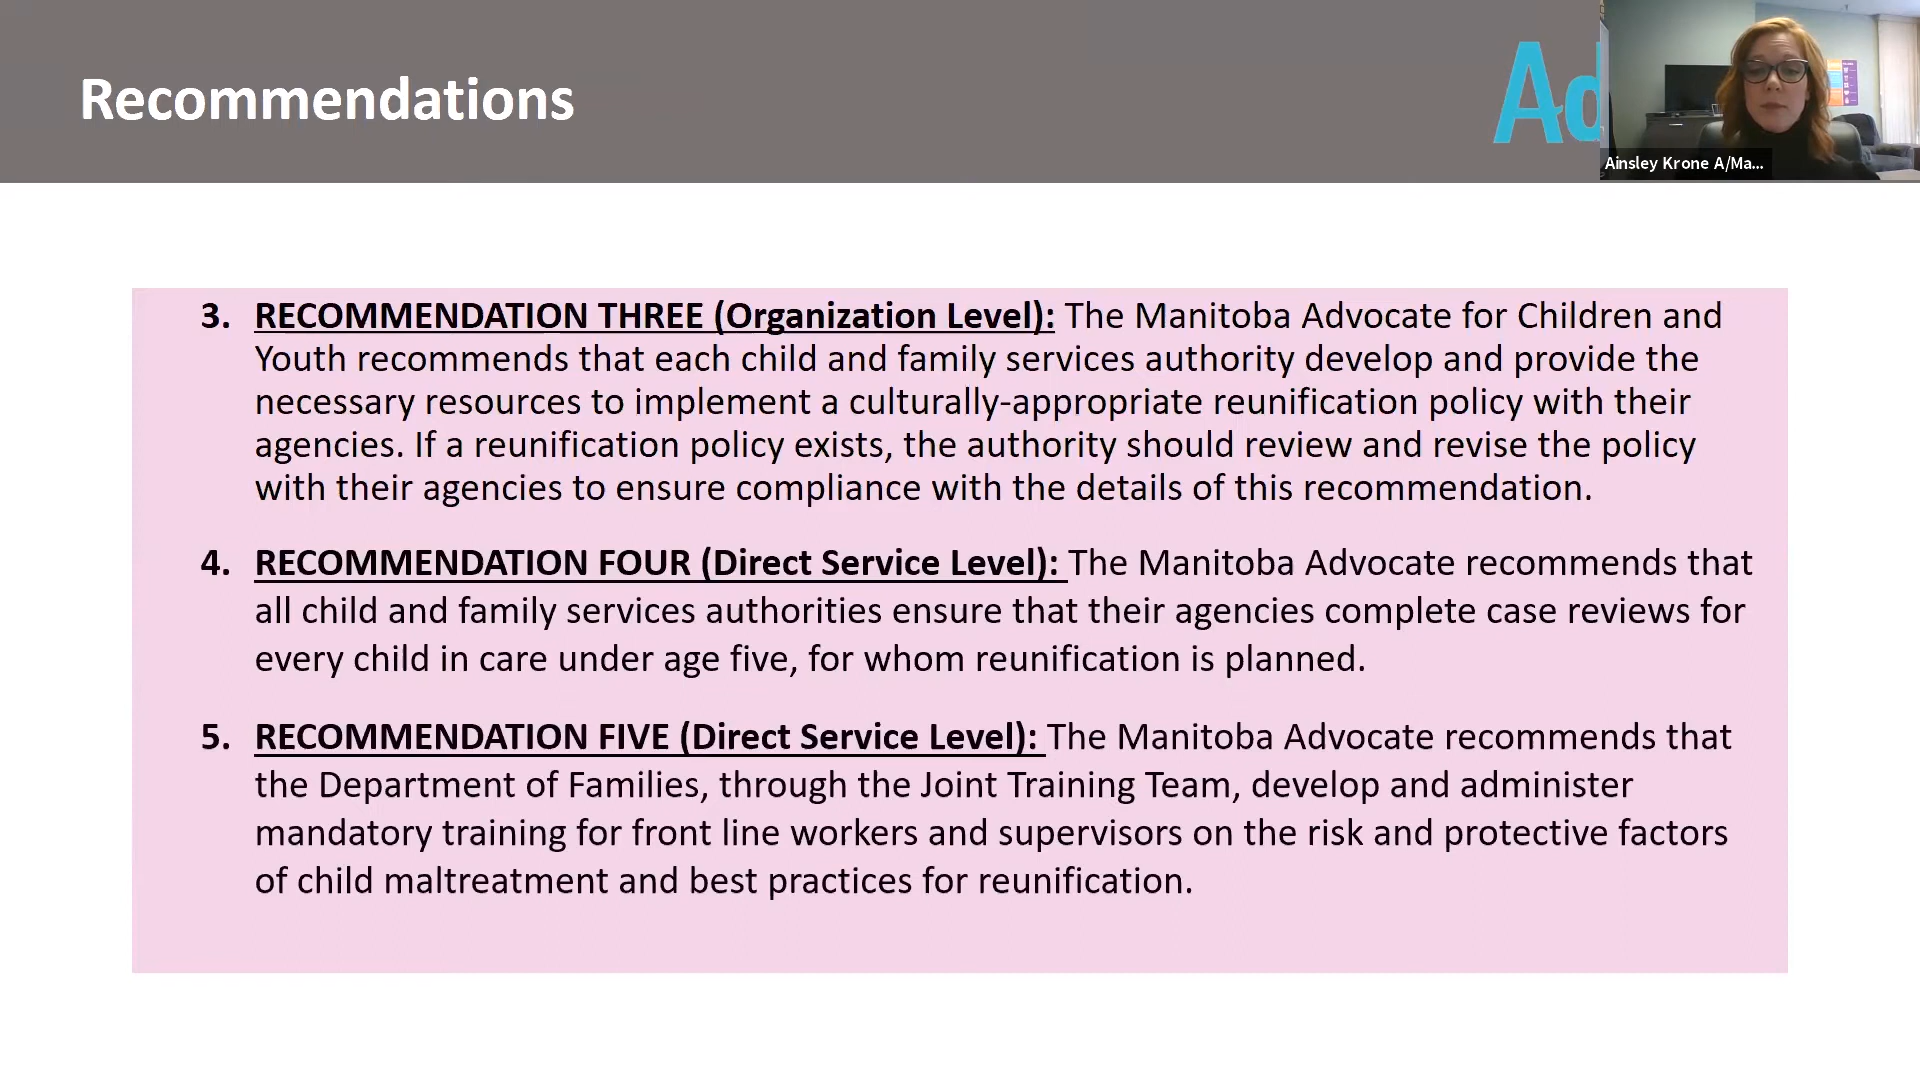 Recommendations
Ad
Ainsley Krone A/Ma...
3. RECOMMENDATION THREE (Organization Level): The Manitoba Advocate for Children and
Youth recommends that each child and family services authority develop and provide the
necessary resources to implement a culturally-appropriate reunification policy with their
agencies. If a reunification policy exists, the authority should review and revise the policy
with their agencies to ensure compliance with the details of this recommendation.
4. RECOMMENDATION FOUR (Direct Service Level): The Manitoba Advocate recommends that
all child and family services authorities ensure that their agencies complete case reviews for
every child in care under age five, for whom reunification is planned.
5. RECOMMENDATION FIVE (Direct Service Level): The Manitoba Advocate recommends that
the Department of Families, through the Joint Training Team, develop and administer
mandatory training for front line workers and supervisors on the risk and protective factors
of child maltreatment and best practices for reunification.